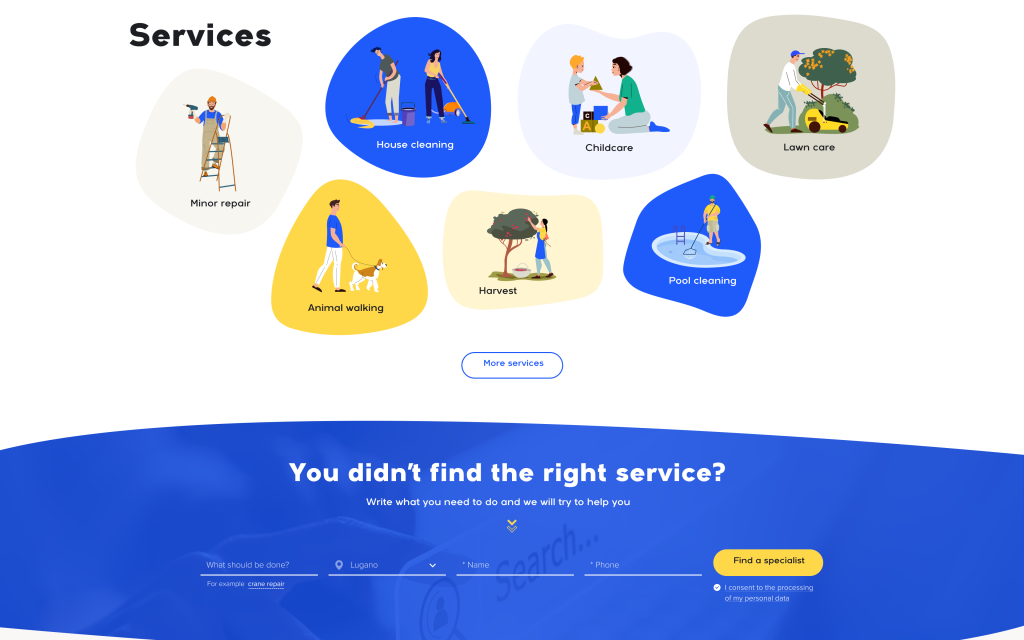 Services
Minor repair
House cleaning
Childcare
Lawn care
Animal walking
Harvest
Pool cleaning
More services
You didn't find the right service?
Write what you need to do and we will try to help you
Search...
What should be done?
Lugano
* Name
* Phone
Find a specialist
For example crane repair
I consent to the processing
of my personal data